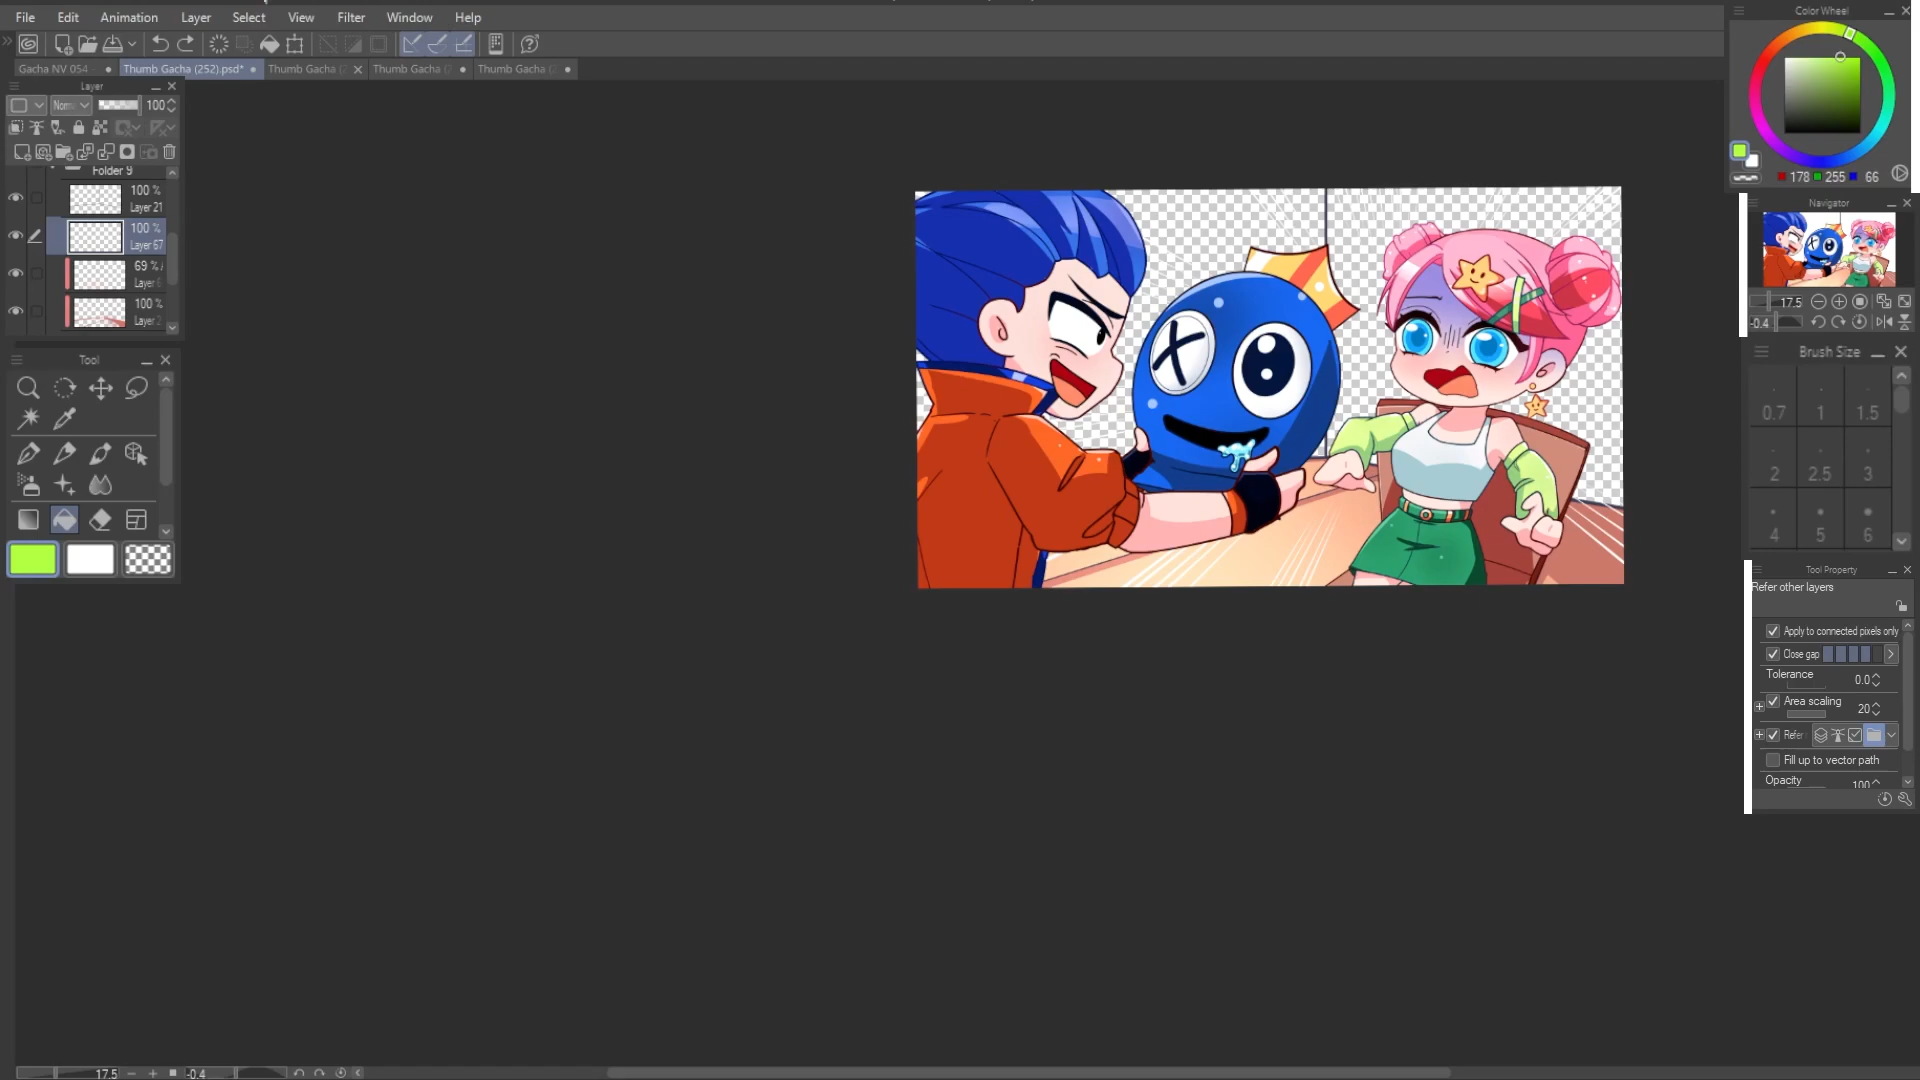 File Edit Animation Layer Select View Filter Window Help
Gacha NV 054 Thumb Gacha (252).psd* Thumb Gacha ( Thumb Gacha ( Thumb Gacha (
Layer
100
Folder 9
100 %
Layer 21
100 %
Layer 67
69 %
100 %
Tool
17.5 -0.4
Color Wheel
178 255 66
Navigator
17.5
-0.4
Brush Size
0.7 1 1.5
2 2.5 3
4 5 6
Tool Property
Refer other layers
Apply to connected pixels only
Close gap
Tolerance 0.0
Area scaling 20
Refer
Fill up to vector path
Opacity 100